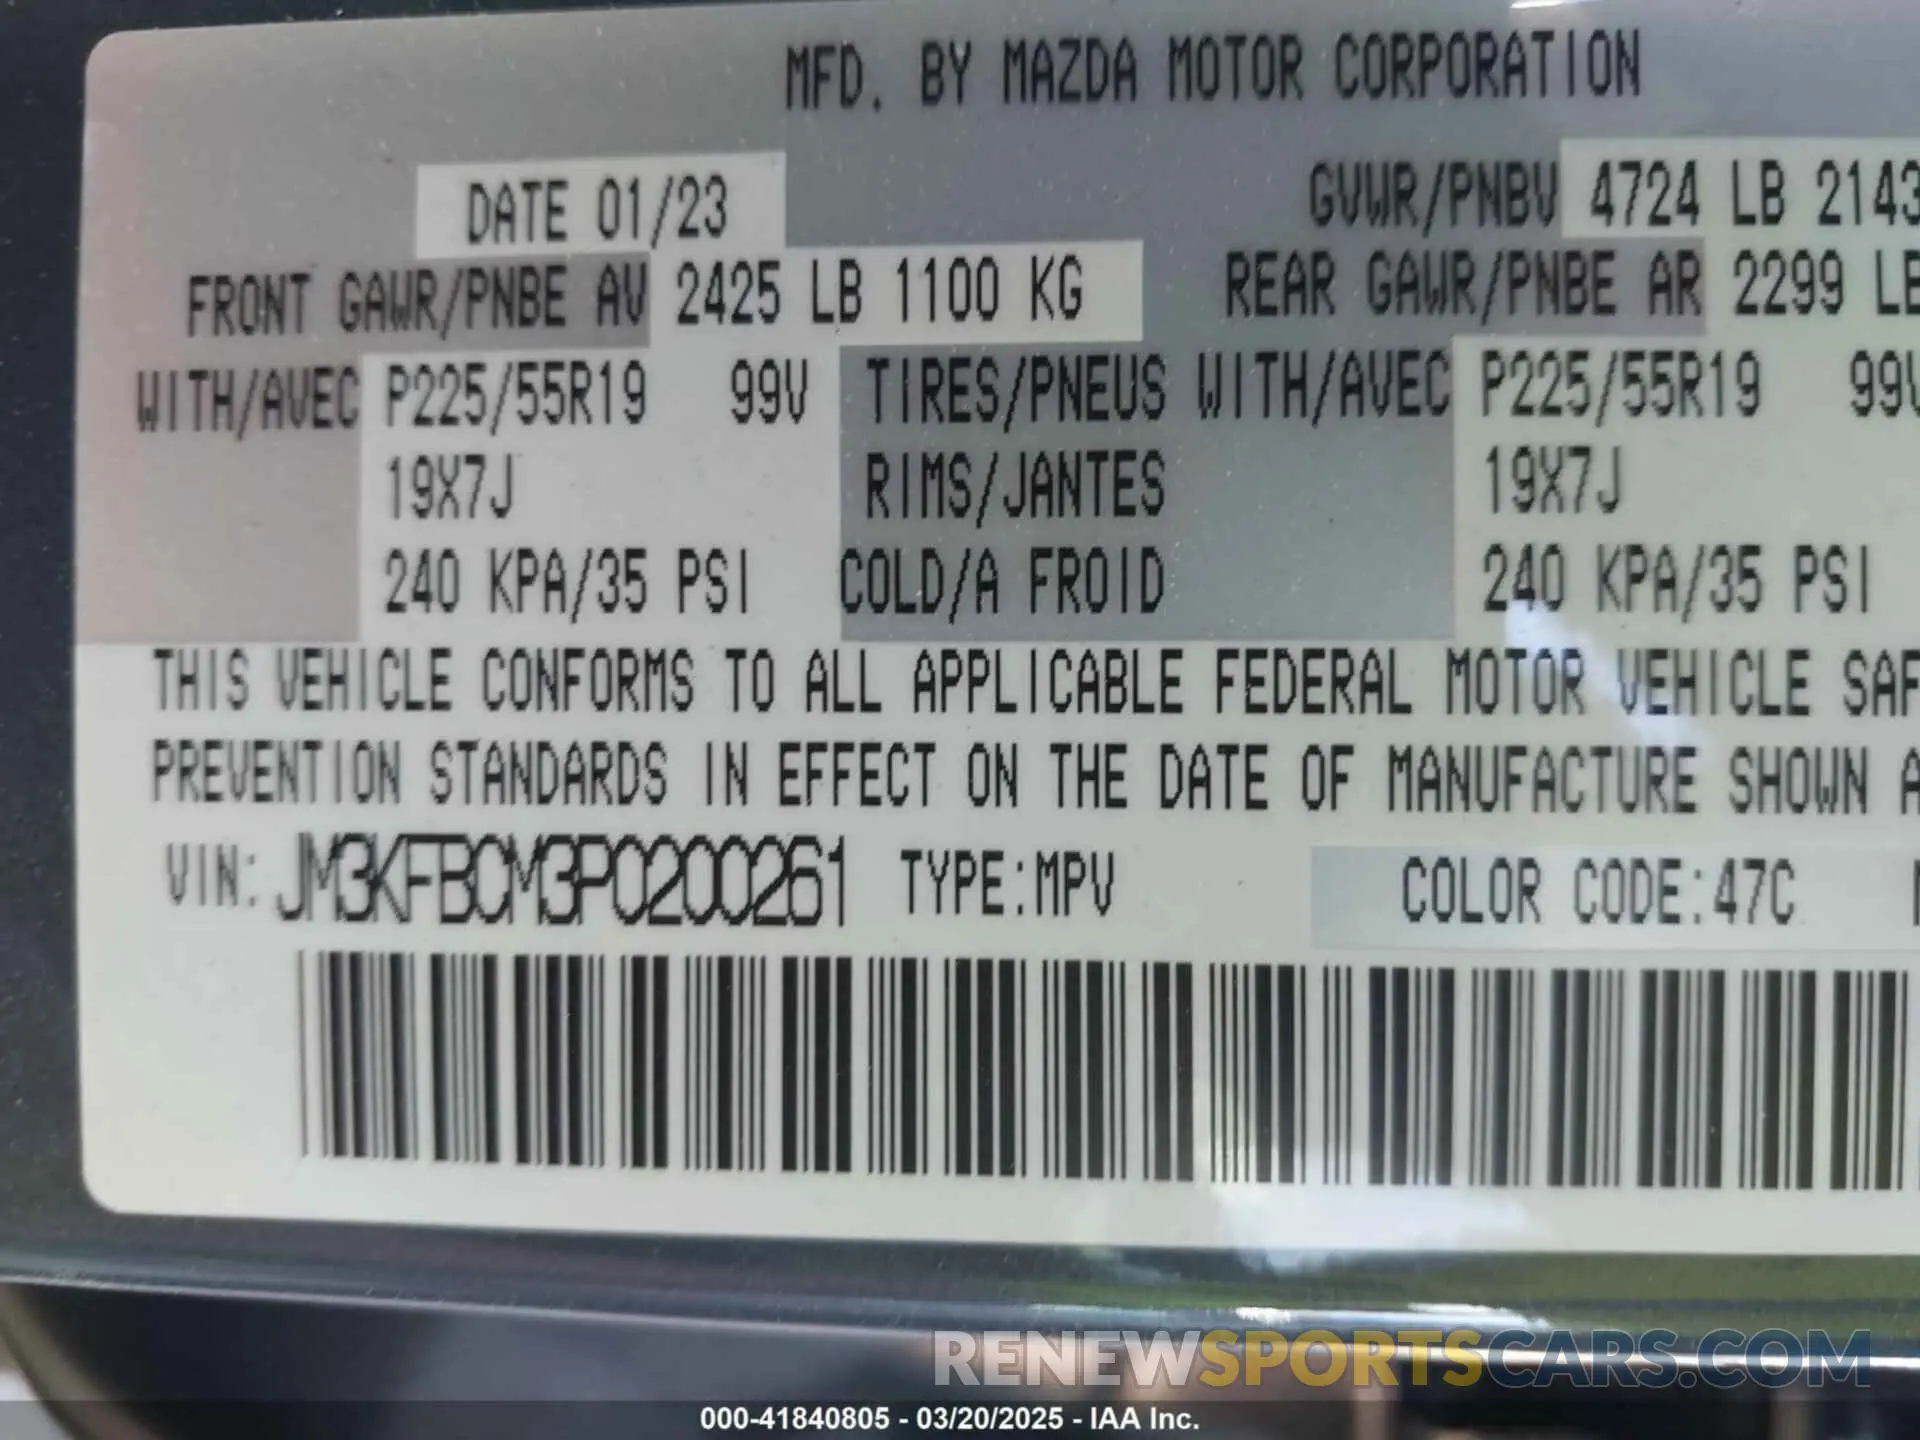 MFD. BY MAZDA MOTOR CORPORATION
DATE 01/23 GVWR/PNBV 4724 LB 2143
FRONT GAWR/PNBE AV 2425 LB 1100 KG REAR GAWR/PNBE AR 2299 LB
WITH/AVEC P225/55R19 99V TIRES/PNEUS WITH/AVEC P225/55R19 99V
19X7J RIMS/JANTES 19X7J
240 KPA/35 PSI COLD/A FROID 240 KPA/35 PSI
THIS VEHICLE CONFORMS TO ALL APPLICABLE FEDERAL MOTOR VEHICLE SAF
PREVENTION STANDARDS IN EFFECT ON THE DATE OF MANUFACTURE SHOWN A
VIN: JM3KFBCM3P0200261 TYPE:MPV COLOR CODE:47C
RENEWSPORTSCARS.COM
000-41840805 - 03/20/2025 - IAA Inc.